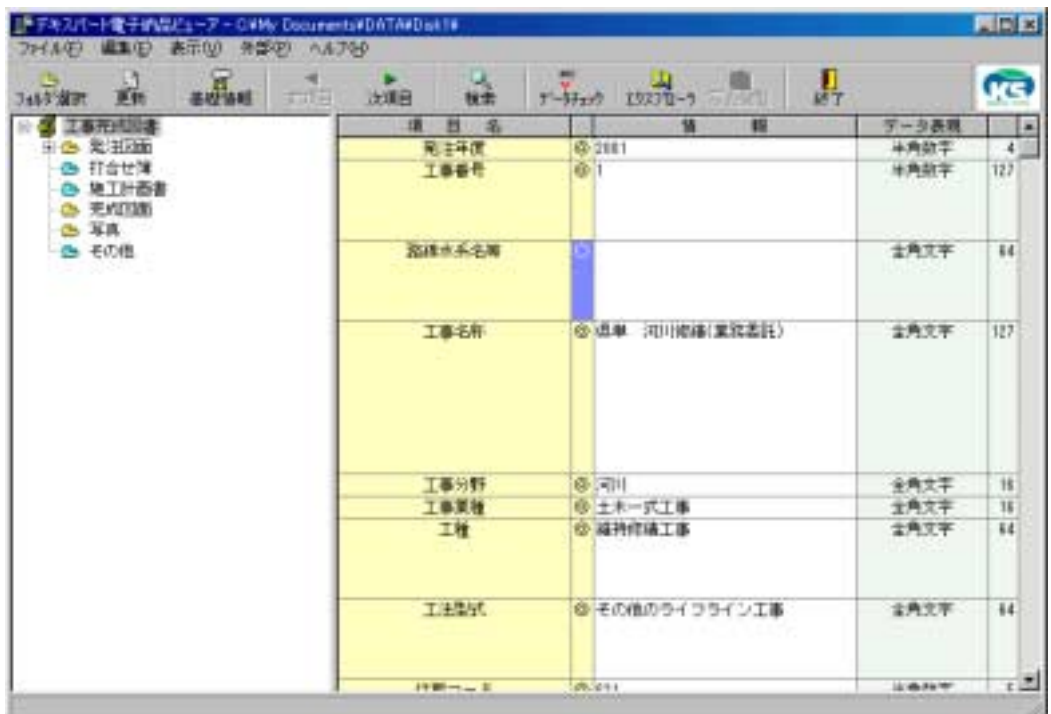 デキスパート電子納品ビューア - C:¥My Documents¥DATA¥Disk1¥
ファイル(F) 編集(E) 表示(V) 外部(P) ヘルプ(H)
フォルダ選択 更新 基礎情報 次項目 検索 データチェック エクスプローラ 終了
KS
工事完成図書
発注図面
打合せ簿
施工計画書
完成図面
写真
その他
項 目 名 情 報 データ表現
発注年度 ◎ 2001 半角数字 4
工事番号 ◎ 1 半角数字 127
路線水系名等 ○ 全角文字 64
工事名称 ◎ 県単 河川修繕(業務委託) 全角文字 127
工事分野 ◎ 河川 全角文字 16
工事業種 ◎ 土木一式工事 全角文字 16
工種 ◎ 維持修繕工事 全角文字 64
工法型式 ◎ その他のライフライン工事 全角文字 64